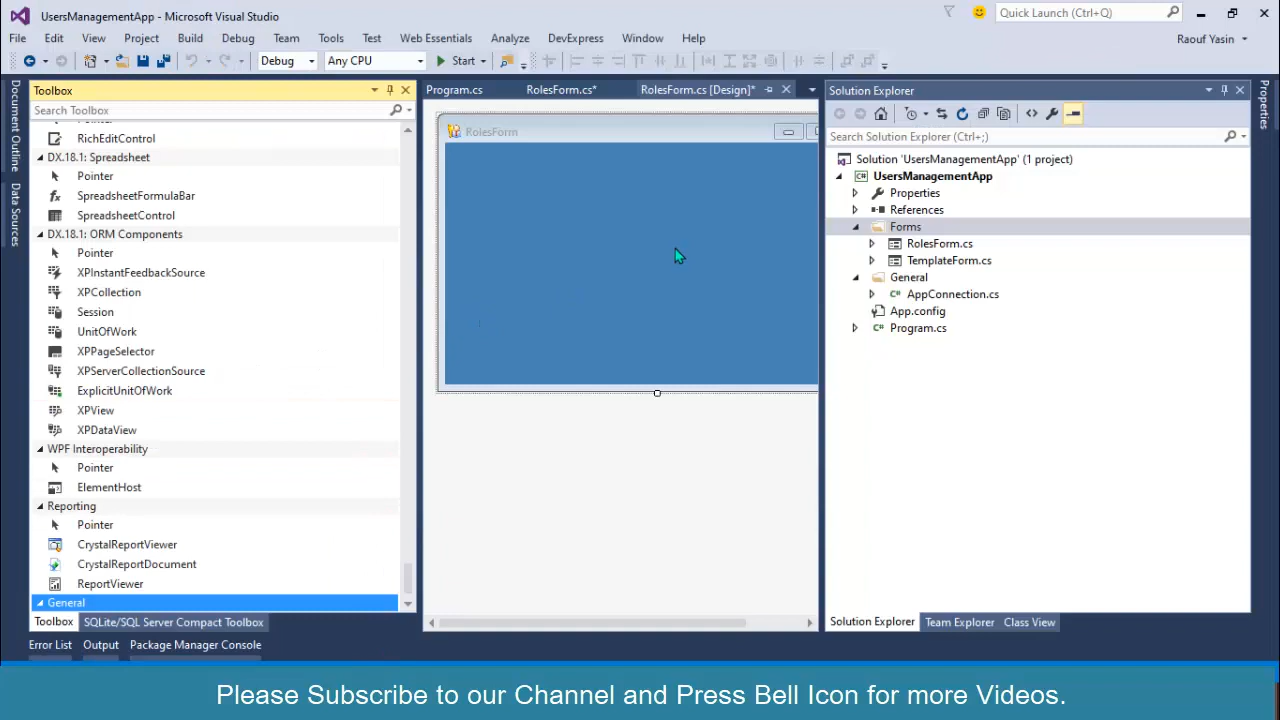 UsersManagementApp - Microsoft Visual Studio
Quick Launch (Ctrl+Q)
File Edit View Project Build Debug Team Tools Test Web Essentials Analyze DevExpress Window Help
Raouf Yasin
Debug Any CPU Start
Document Outline
Data Sources
Toolbox
Search Toolbox
RichEditControl
DX.18.1: Spreadsheet
Pointer
SpreadsheetFormulaBar
SpreadsheetControl
DX.18.1: ORM Components
Pointer
XPInstantFeedbackSource
XPCollection
Session
UnitOfWork
XPPageSelector
XPServerCollectionSource
ExplicitUnitOfWork
XPView
XPDataView
WPF Interoperability
Pointer
ElementHost
Reporting
Pointer
CrystalReportViewer
CrystalReportDocument
ReportViewer
General
Toolbox SQLite/SQL Server Compact Toolbox
Program.cs RolesForm.cs* RolesForm.cs [Design]*
RolesForm
Solution Explorer
Search Solution Explorer (Ctrl+;)
Solution 'UsersManagementApp' (1 project)
UsersManagementApp
Properties
References
Forms
RolesForm.cs
TemplateForm.cs
General
AppConnection.cs
App.config
Program.cs
Solution Explorer Team Explorer Class View
Properties
Error List Output Package Manager Console
Please Subscribe to our Channel and Press Bell Icon for more Videos.